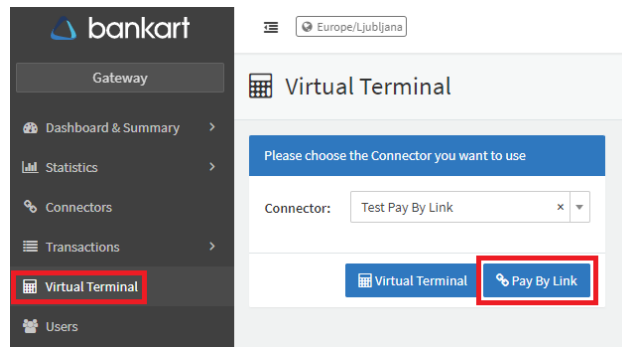 bankart
Europe/Ljubljana
Gateway
Virtual Terminal
Dashboard & Summary
Statistics
Connectors
Transactions
Virtual Terminal
Users
Please choose the Connector you want to use
Connector:
Test Pay By Link
Virtual Terminal
Pay By Link